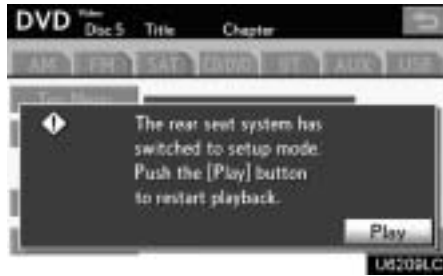 DVD Video Disc 5 Title Chapter
AM FM SAT DVD BT AUX USB
The rear seat system has
switched to setup mode.
Push the [Play] button
to restart playback.
Play
U6209LC